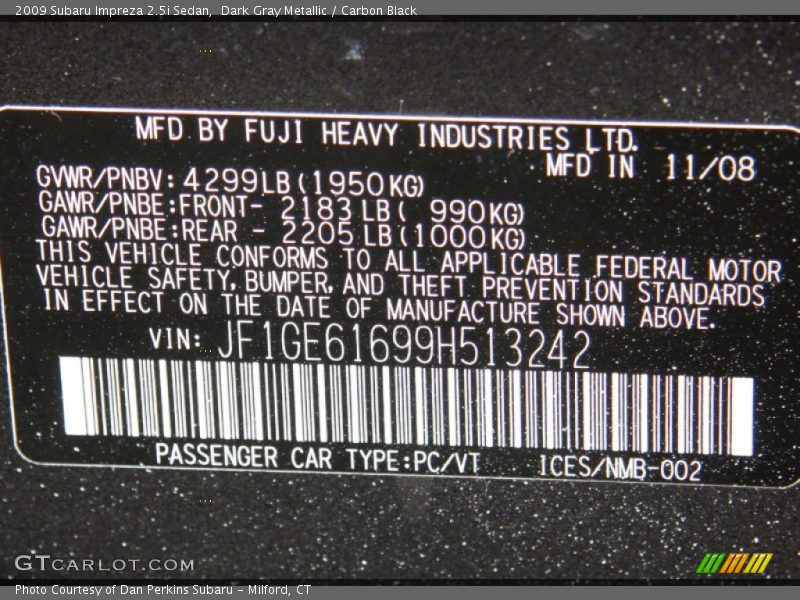 2009 Subaru Impreza 2.5i Sedan,  Dark Gray Metallic / Carbon Black
MFD BY FUJI HEAVY INDUSTRIES LTD.
MFD IN 11/08
GVWR/PNBV: 4299LB(1950KG)
GAWR/PNBE:FRONT- 2183LB( 990KG)
GAWR/PNBE:REAR - 2205LB(1000KG)
THIS VEHICLE CONFORMS TO ALL APPLICABLE FEDERAL MOTOR
VEHICLE SAFETY, BUMPER, AND THEFT PREVENTION STANDARDS
IN EFFECT ON THE DATE OF MANUFACTURE SHOWN ABOVE.
VIN: JF1GE61699H513242
PASSENGER CAR TYPE:PC/VT ICES/NMB-002
GTCARLOT.COM
Photo Courtesy of Dan Perkins Subaru - Milford, CT